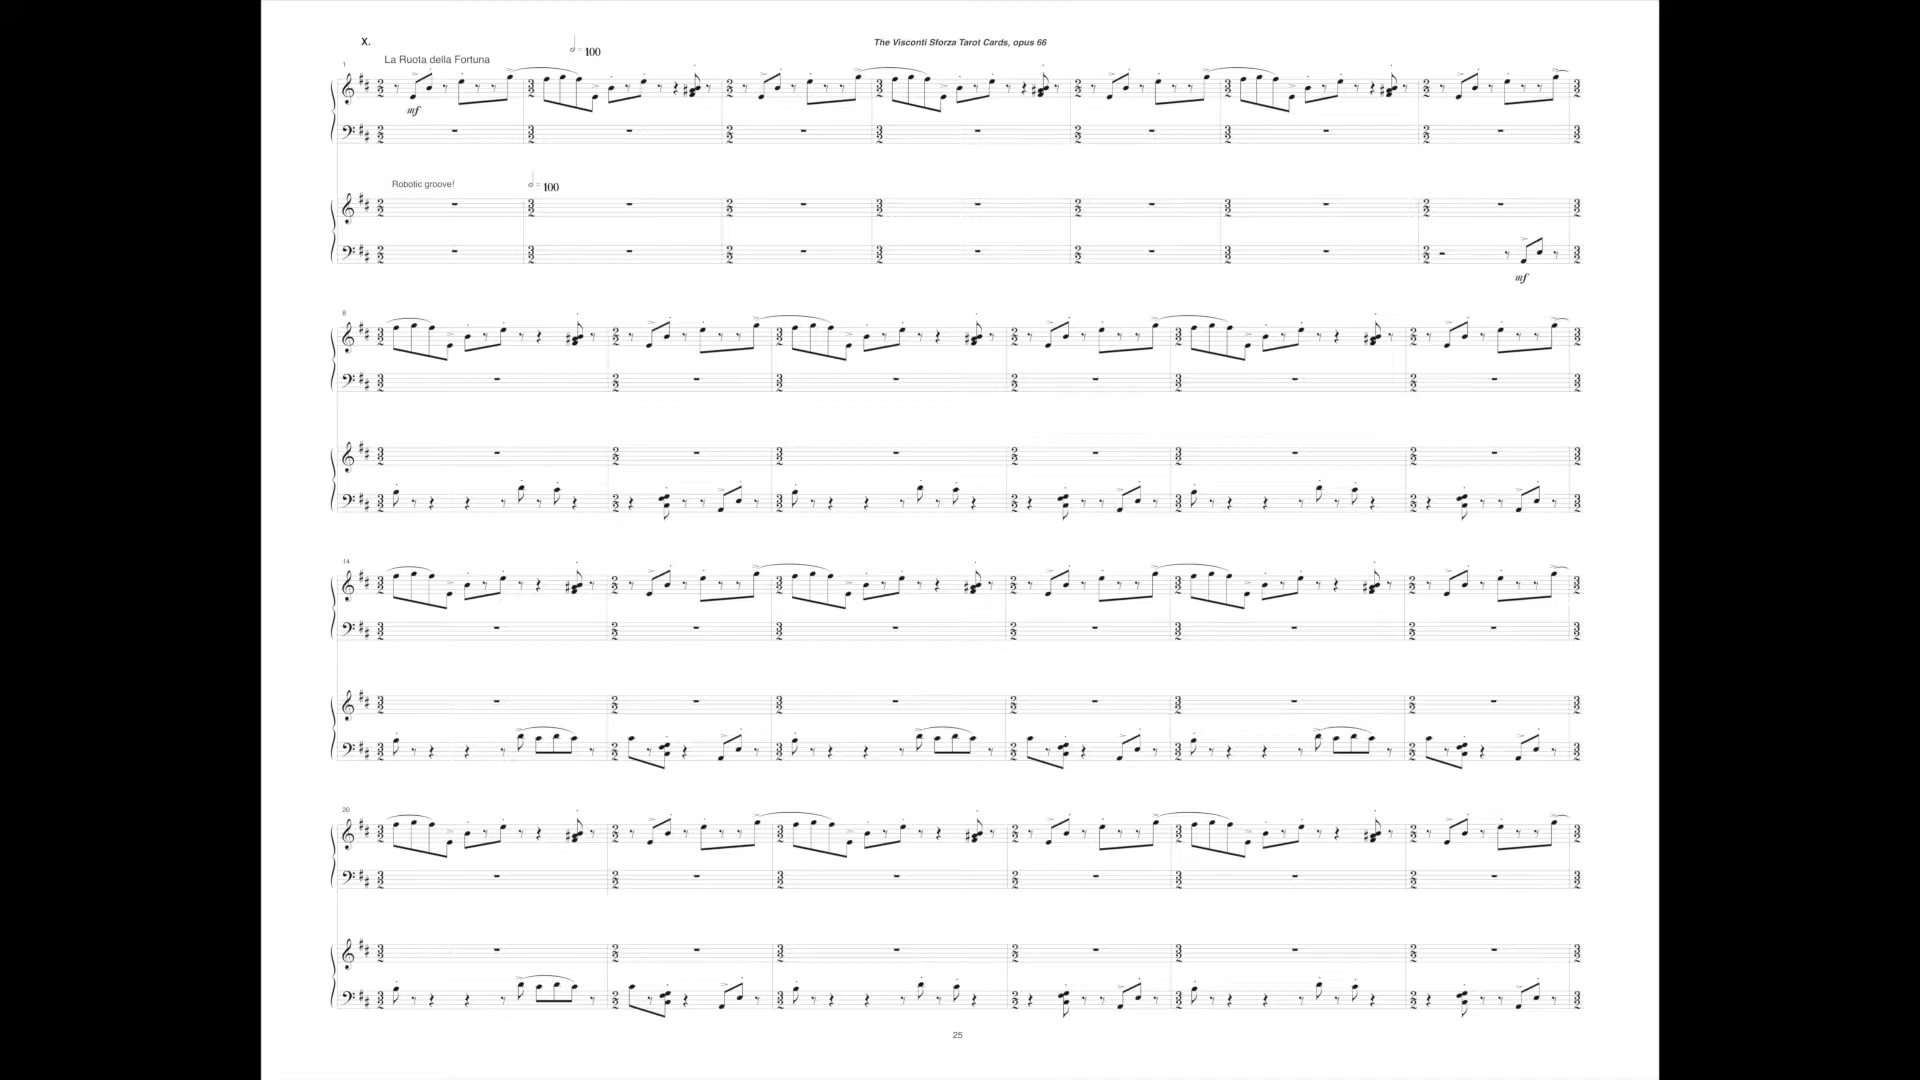 X.
The Visconti Sforza Tarot Cards, opus 66
= 100
La Ruota della Fortuna
1
mf
Robotic groove!
= 100
mf
8
14
20
25